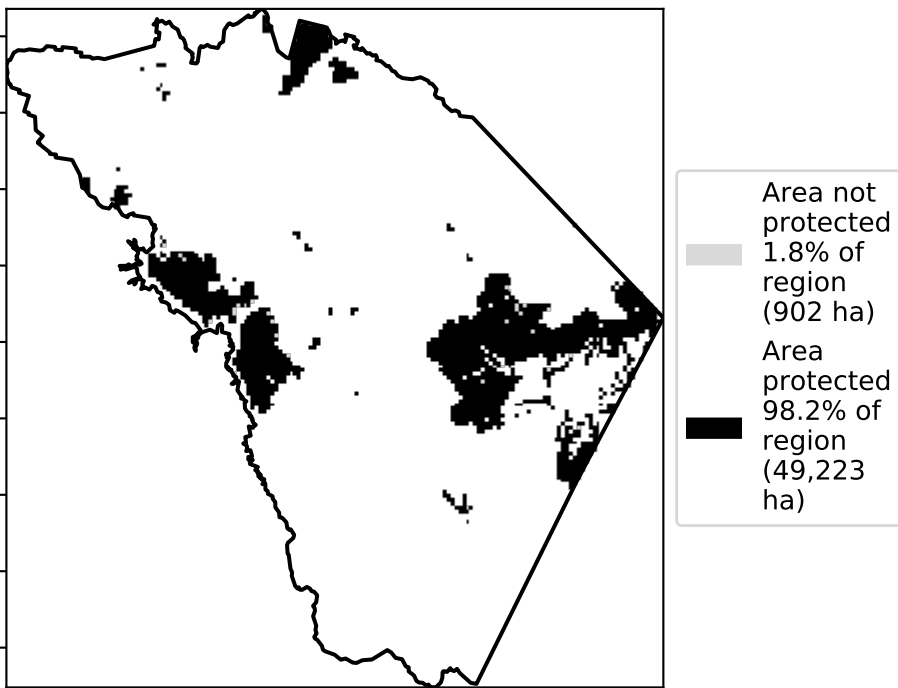 Area not
protected
1.8% of
region
(902 ha)
Area
protected
98.2% of
region
(49,223
ha)